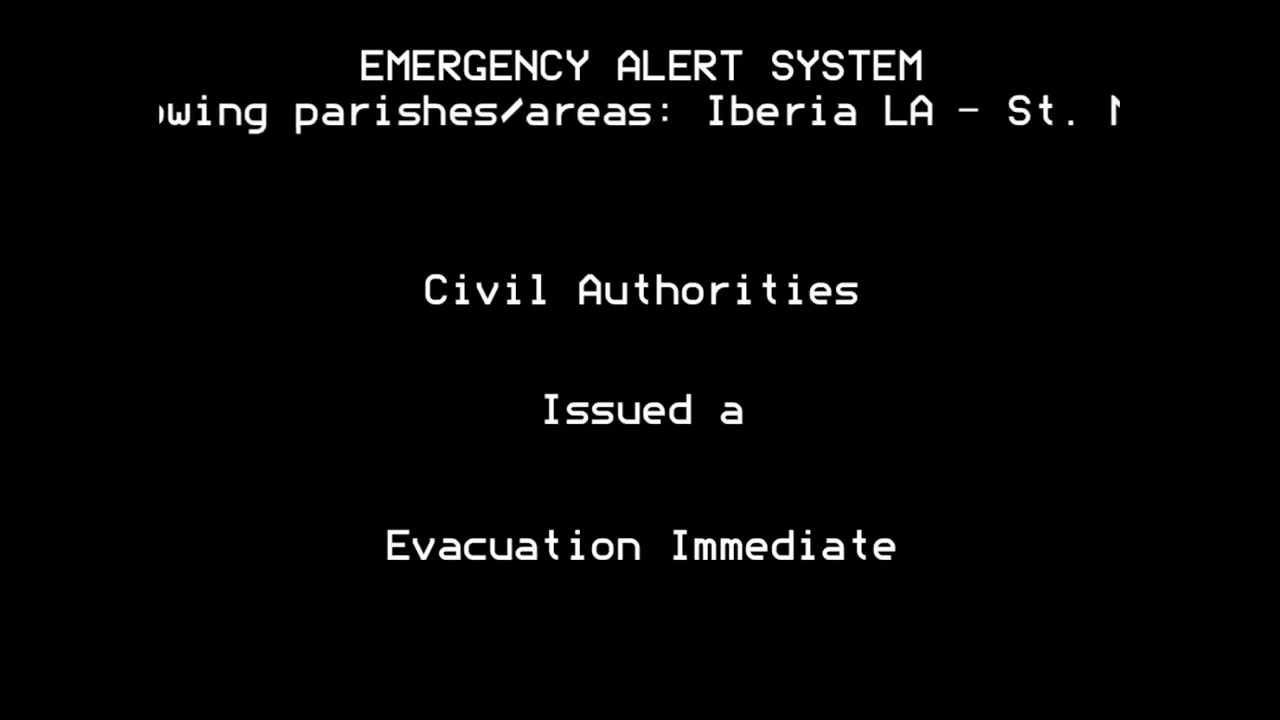 EMERGENCY ALERT SYSTEM
parishes/areas: Iberia LA - St.
Civil Authorities
Issued a
Evacuation Immediate